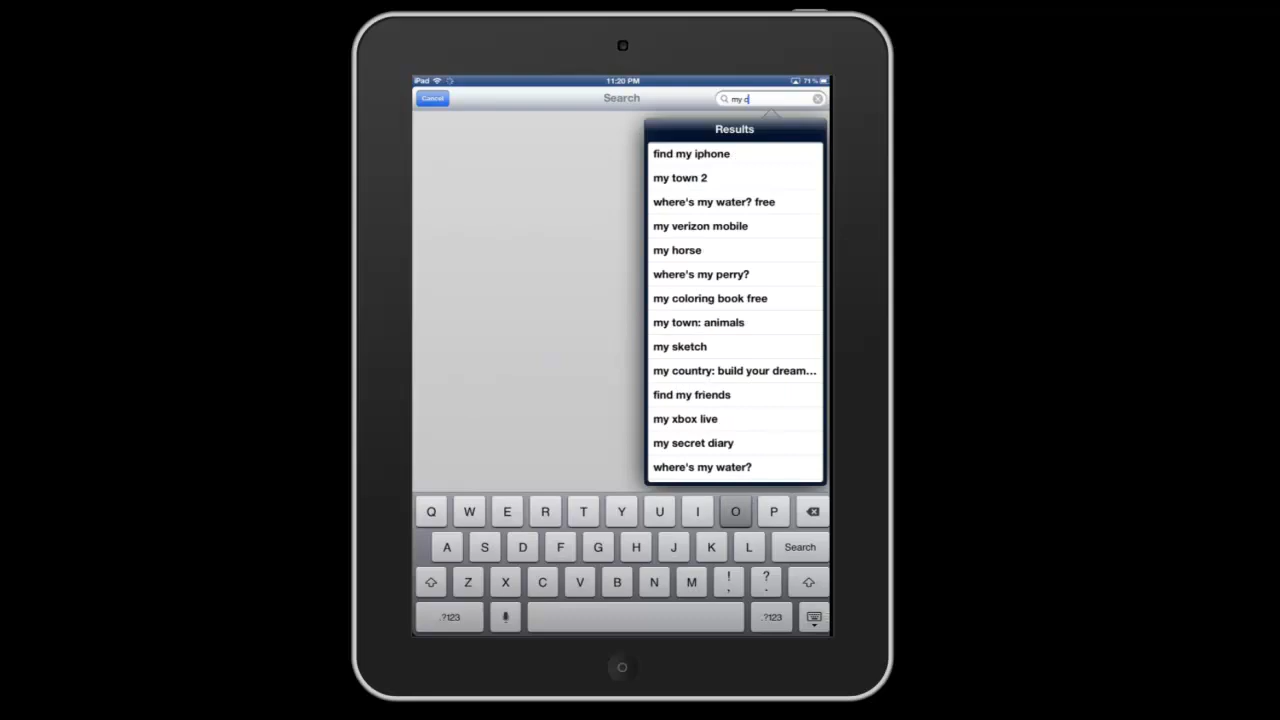 iPad
11:20 PM
71%
Cancel
Search
my c
Results
find my iphone
my town 2
where's my water? free
my verizon mobile
my horse
where's my perry?
my coloring book free
my town: animals
my sketch
my country: build your dream...
find my friends
my xbox live
my secret diary
where's my water?
Q W E R T Y U I O P
A S D F G H J K L Search
Z X C V B N M ! , ? .
.?123 .?123